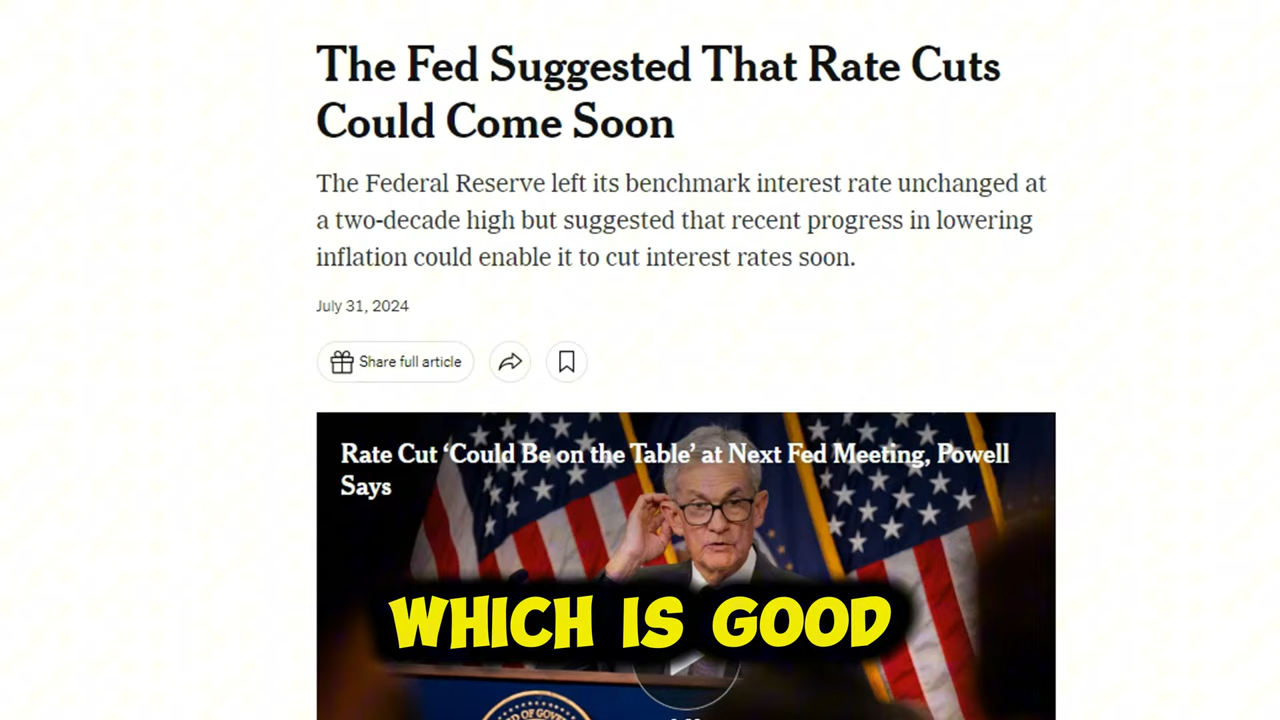 The Fed Suggested That Rate Cuts
Could Come Soon
The Federal Reserve left its benchmark interest rate unchanged at
a two-decade high but suggested that recent progress in lowering
inflation could enable it to cut interest rates soon.
July 31, 2024
Share full article
Rate Cut ‘Could Be on the Table’ at Next Fed Meeting, Powell
Says
WHICH IS GOOD